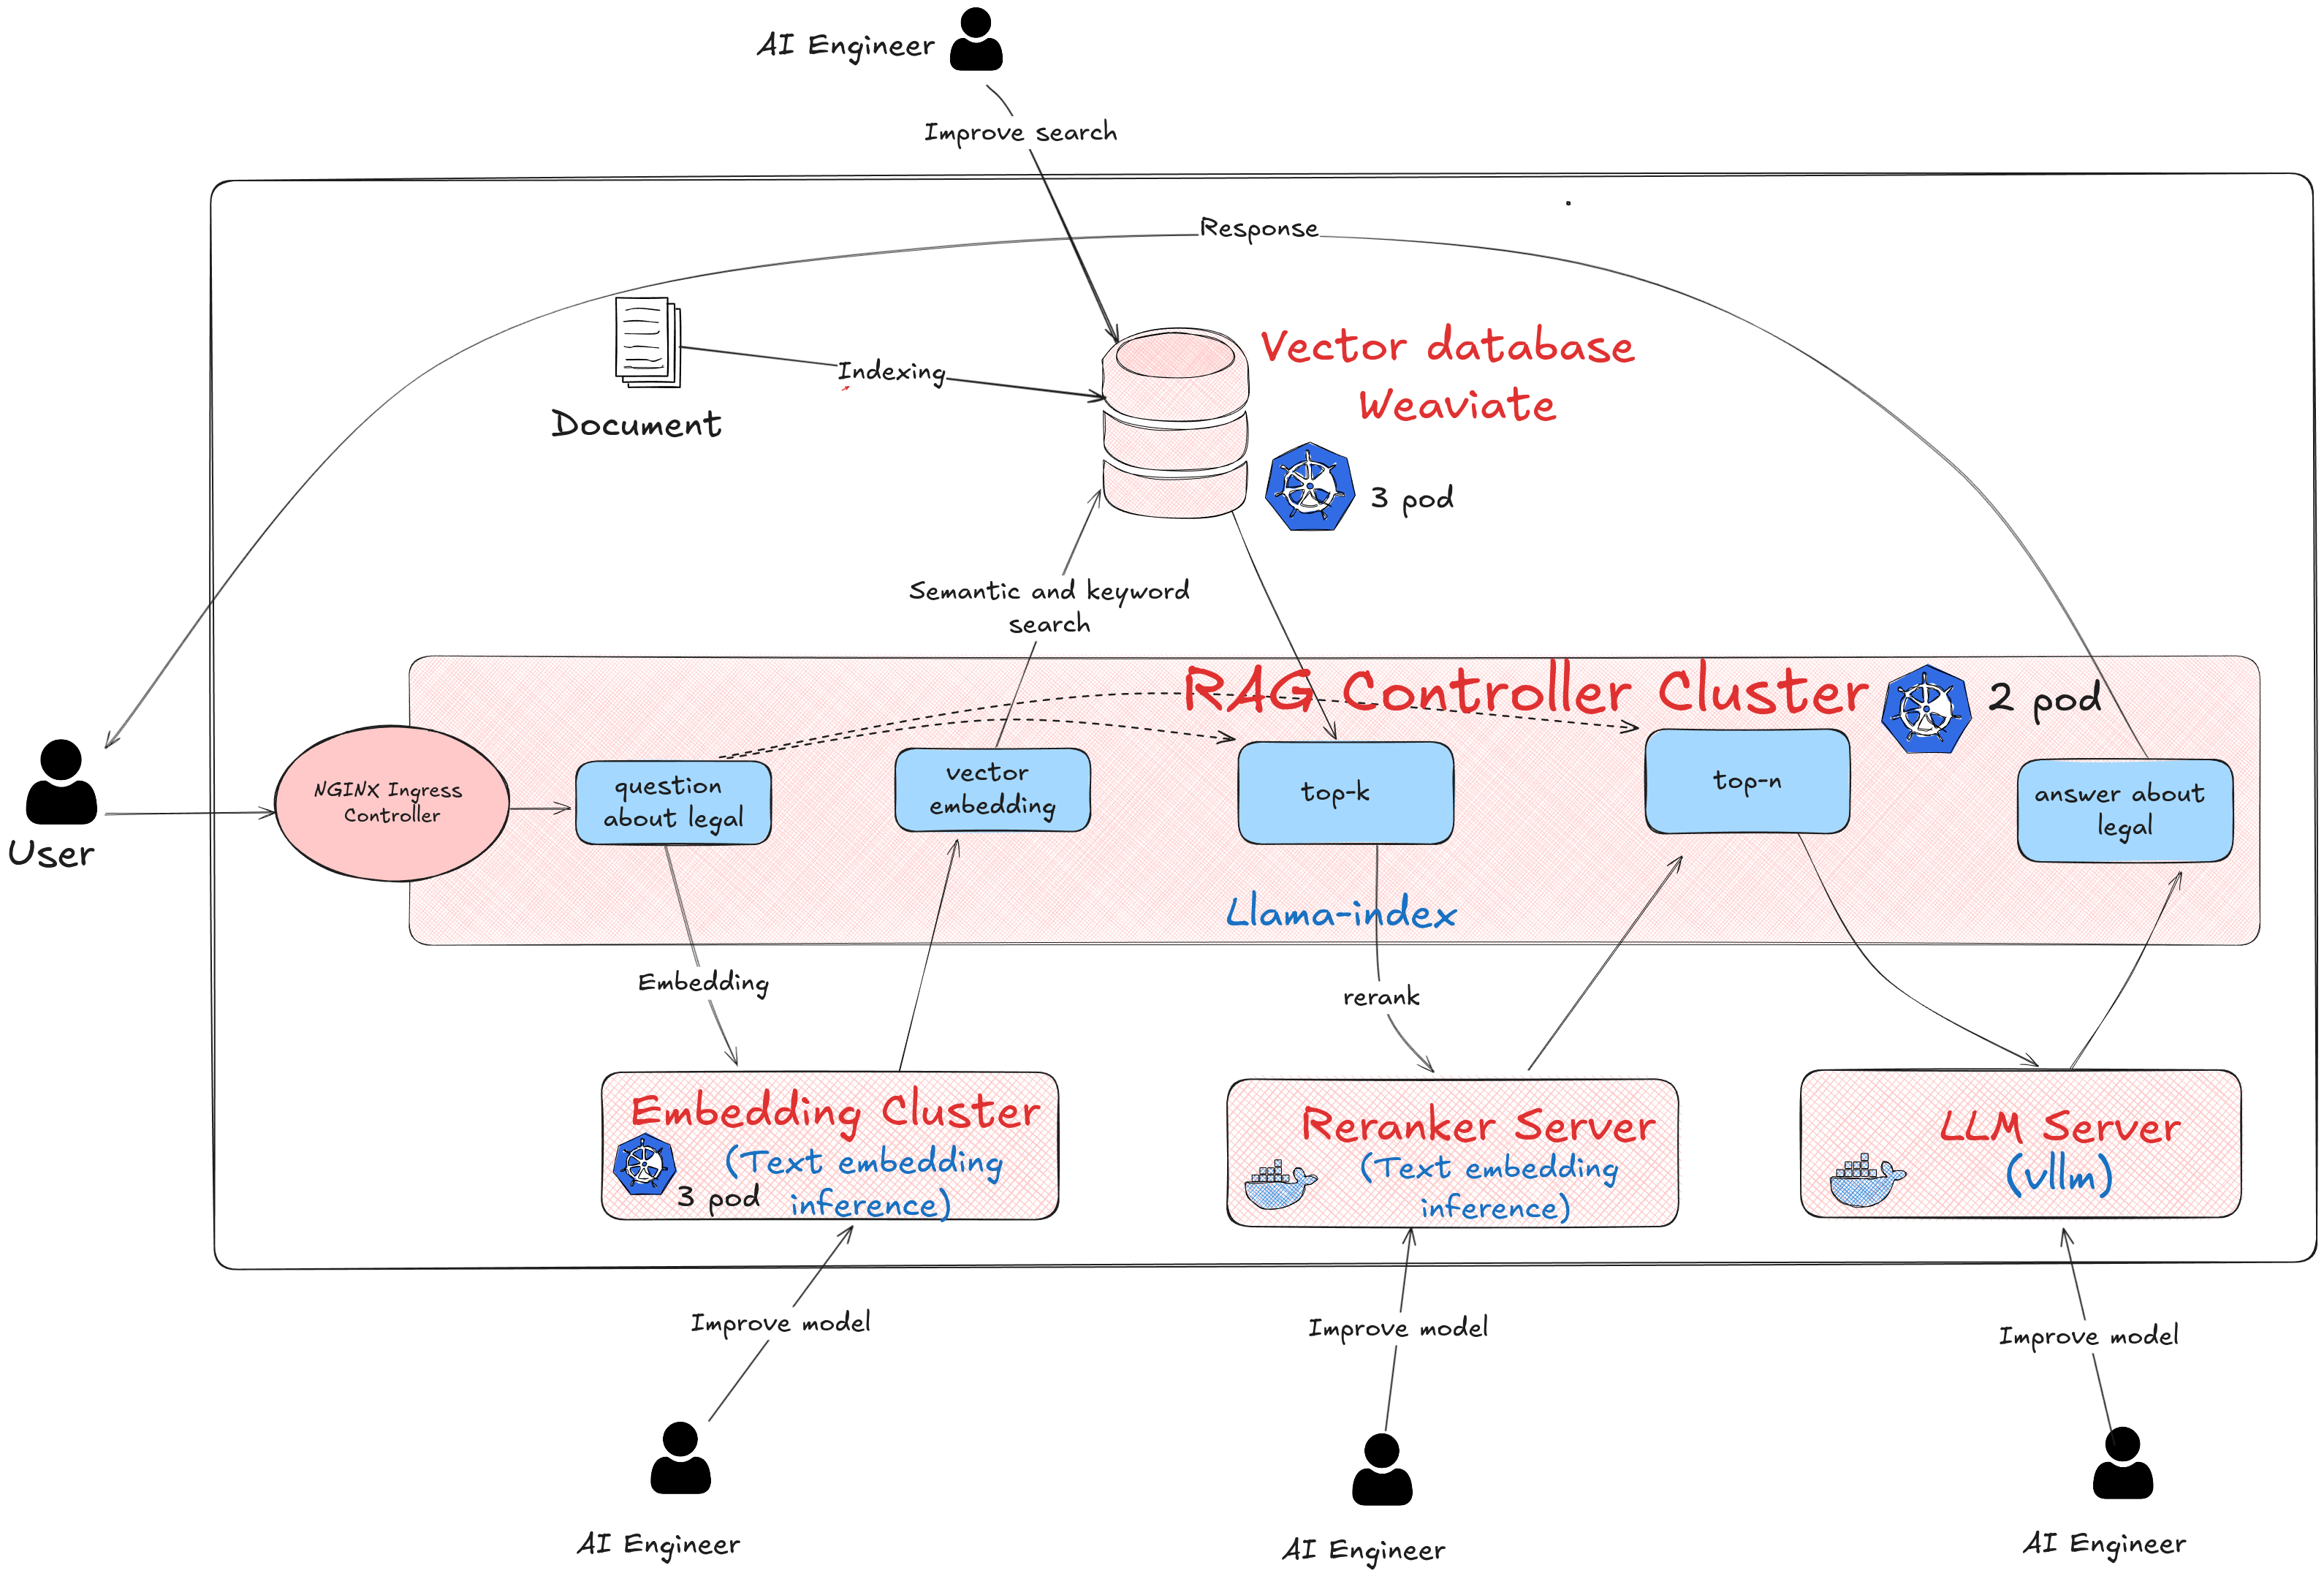 AI Engineer
Improve search
Response
Indexing
Document
Vector database
Weaviate
3 pod
Semantic and keyword
search
RAG Controller Cluster
2 pod
User
NGINX Ingress
Controller
question
about legal
vector
embedding
top-k
top-n
answer about
legal
Llama-index
Embedding
rerank
Embedding Cluster
(Text embedding
inference)
3 pod
Reranker Server
(Text embedding
inference)
LLM Server
(vllm)
Improve model
Improve model
Improve model
AI Engineer
AI Engineer
AI Engineer